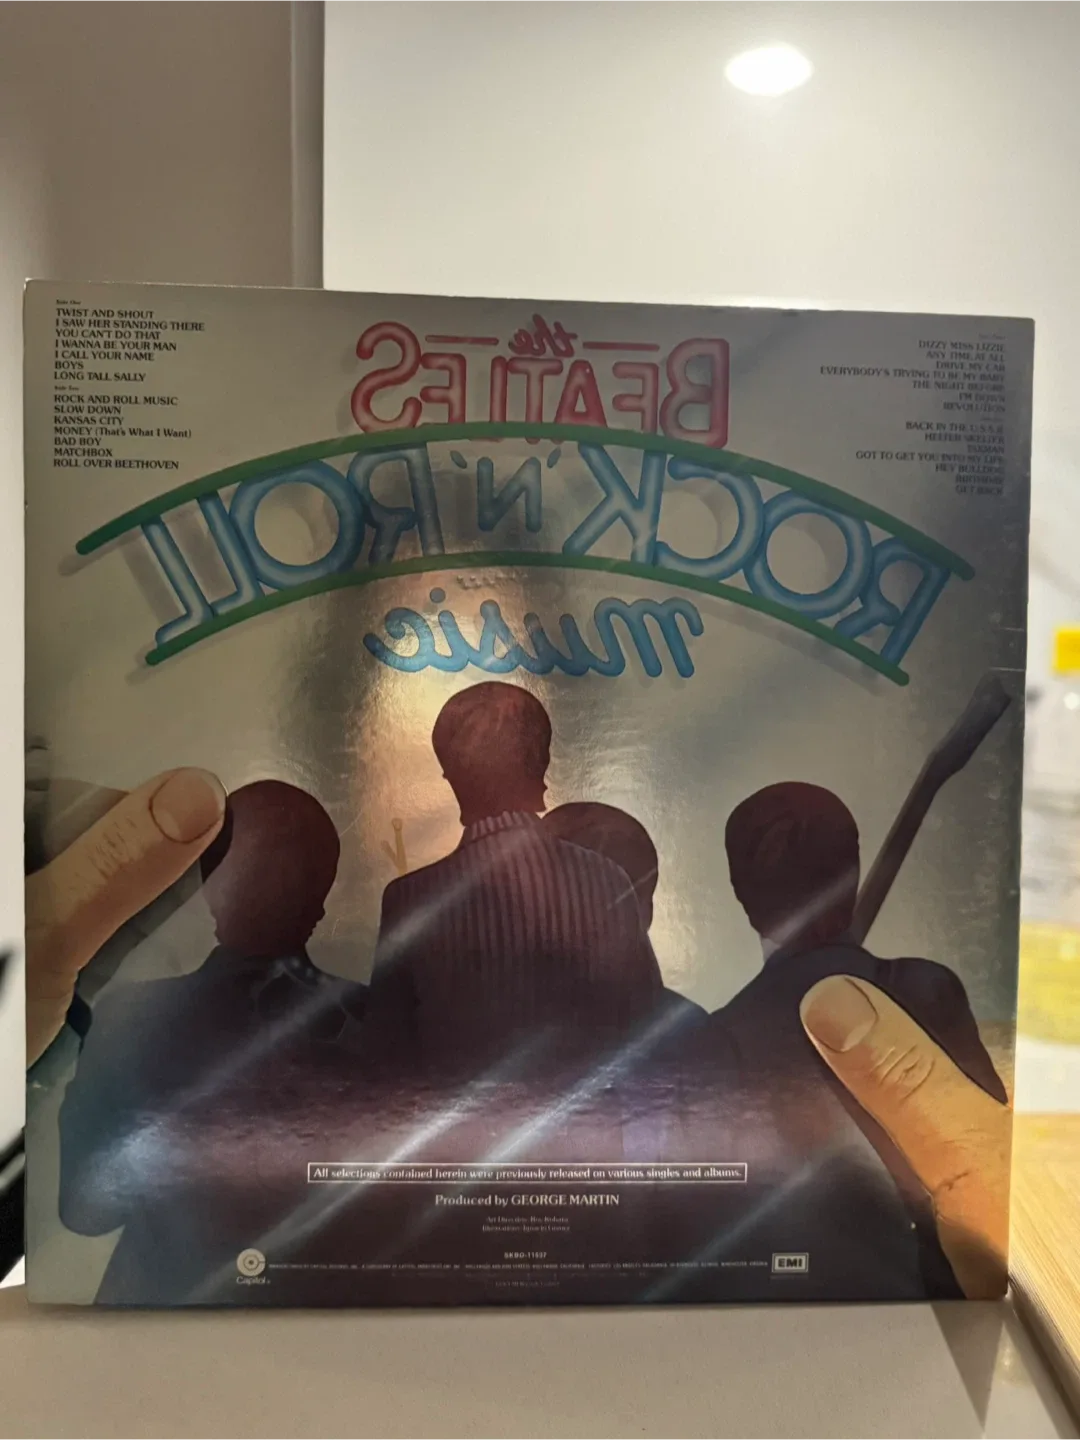 Side One
TWIST AND SHOUT
I SAW HER STANDING THERE
YOU CAN'T DO THAT
I WANNA BE YOUR MAN
I CALL YOUR NAME
BOYS
LONG TALL SALLY
Side Two
ROCK AND ROLL MUSIC
SLOW DOWN
KANSAS CITY
MONEY (That's What I Want)
BAD BOY
MATCHBOX
ROLL OVER BEETHOVEN
DIZZY MISS LIZZIE
ANY TIME AT ALL
DRIVE MY CAR
EVERYBODY'S TRYING TO BE MY BABY
THE NIGHT BEFORE
I'M DOWN
REVOLUTION
BACK IN THE U.S.S.R.
HELTER SKELTER
TAXMAN
GOT TO GET YOU INTO MY LIFE
HEY BULLDOG
BIRTHDAY
GET BACK
the
BEATLES
ROCK 'N' ROLL
music
All selections contained herein were previously released on various singles and albums.
Produced by GEORGE MARTIN
SKBO-11537
Capitol
EMI